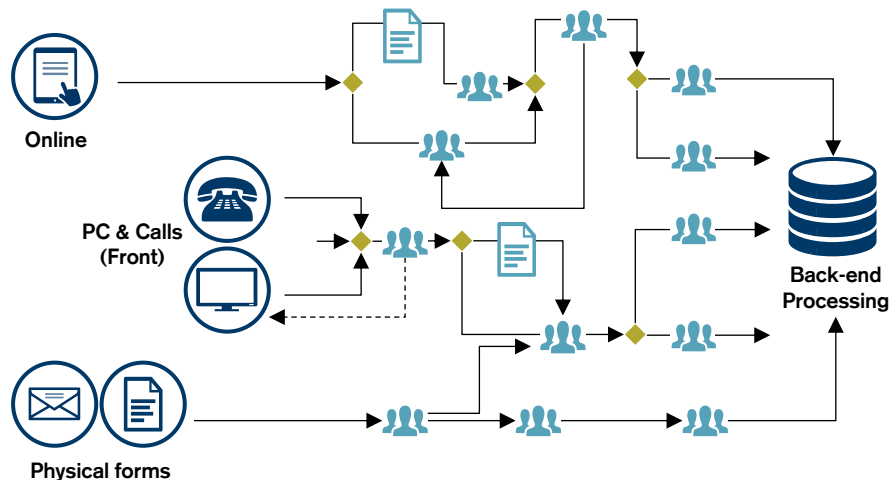 Online
PC & Calls
(Front)
Back-end
Processing
Physical forms